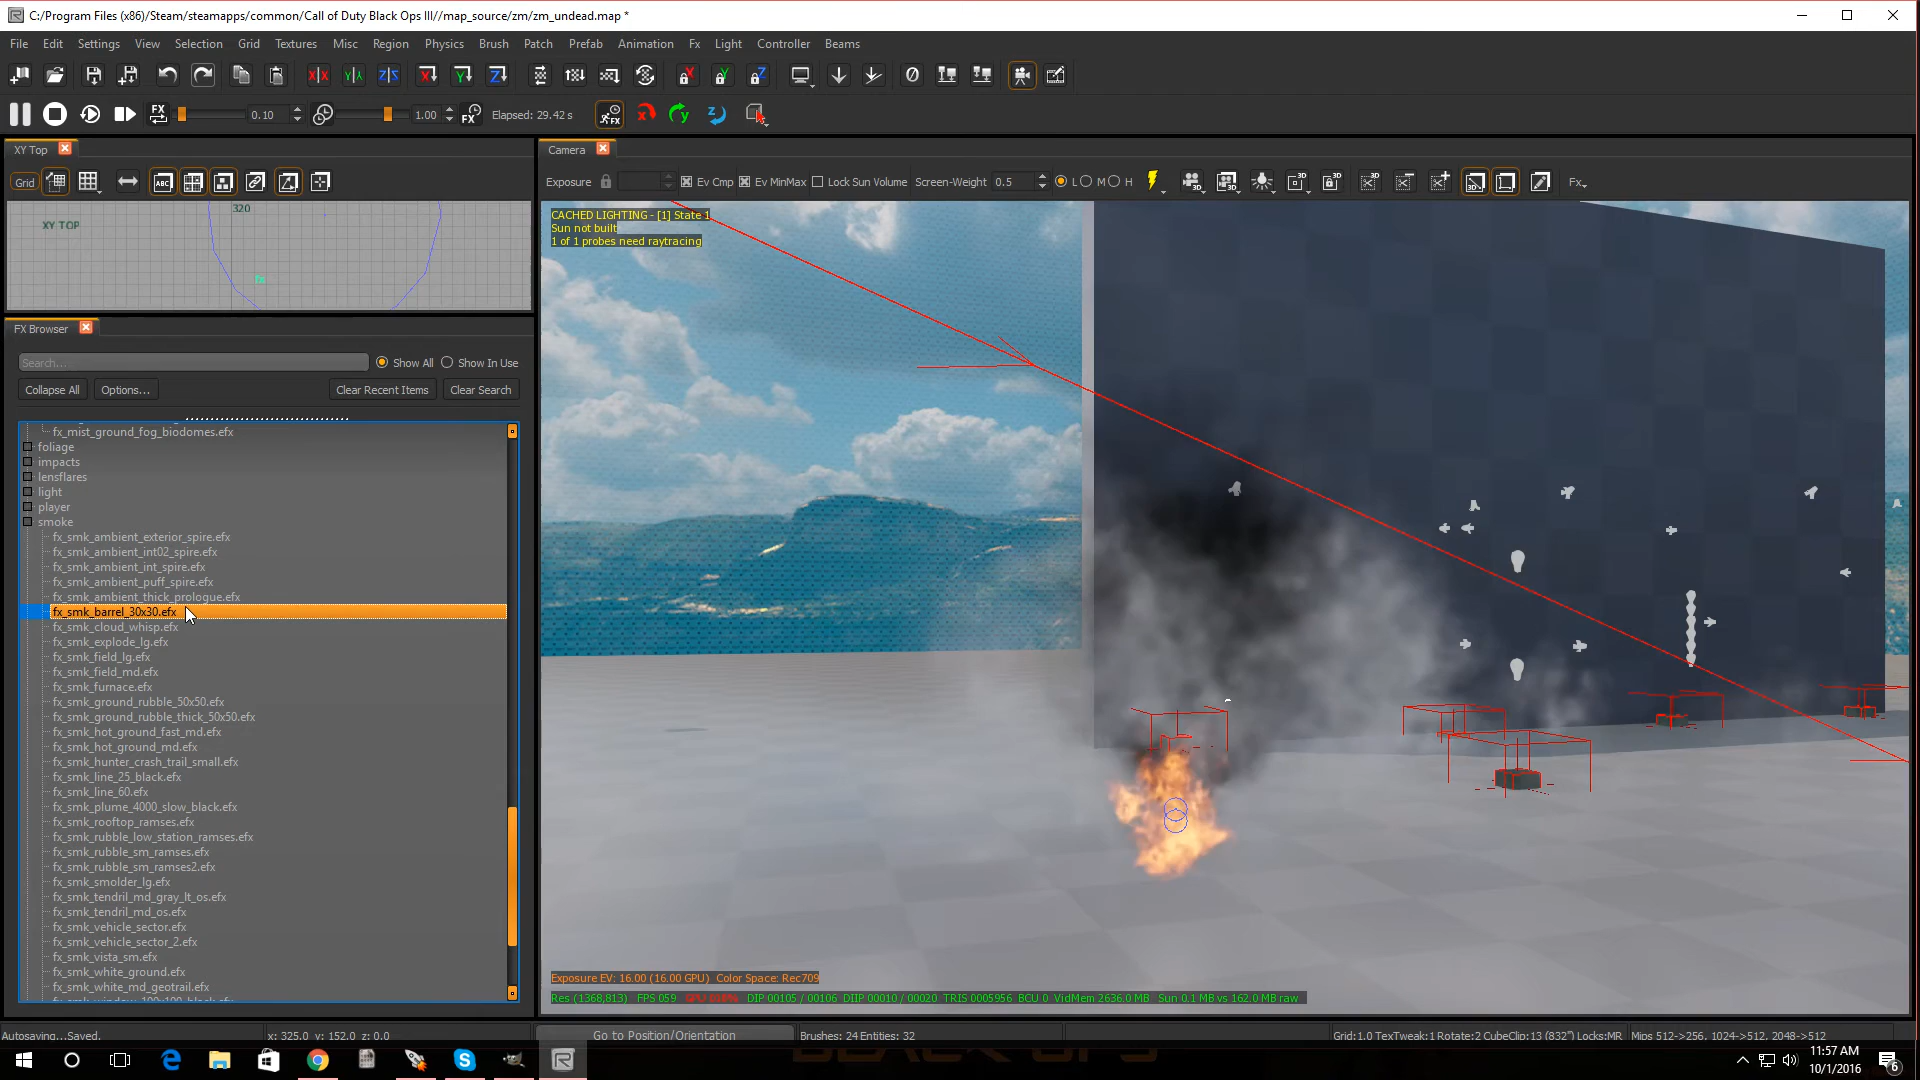 C:/Program Files (x86)/Steam/steamapps/common/Call of Duty Black Ops III//map_source/zm/zm_undead.map *
File Edit Settings View Selection Grid Textures Misc Region Physics Brush Patch Prefab Animation Fx Light Controller Beams
FX 0.10 1.00 FX Elapsed: 29.42 s FX x y z
XY Top
Grid ABC
320
XY TOP
fx
FX Browser
Search...
Show All Show In Use
Collapse All Options... Clear Recent Items Clear Search
fx_mist_ground_fog_biodomes.efx
foliage
impacts
lensflares
light
player
smoke
fx_smk_ambient_exterior_spire.efx
fx_smk_ambient_int02_spire.efx
fx_smk_ambient_int_spire.efx
fx_smk_ambient_puff_spire.efx
fx_smk_ambient_thick_prologue.efx
fx_smk_barrel_30x30.efx
fx_smk_cloud_whisp.efx
fx_smk_explode_lg.efx
fx_smk_field_lg.efx
fx_smk_field_md.efx
fx_smk_furnace.efx
fx_smk_ground_rubble_50x50.efx
fx_smk_ground_rubble_thick_50x50.efx
fx_smk_hot_ground_fast_md.efx
fx_smk_hot_ground_md.efx
fx_smk_hunter_crash_trail_small.efx
fx_smk_line_25_black.efx
fx_smk_line_60.efx
fx_smk_plume_4000_slow_black.efx
fx_smk_rooftop_ramses.efx
fx_smk_rubble_low_station_ramses.efx
fx_smk_rubble_sm_ramses.efx
fx_smk_rubble_sm_ramses2.efx
fx_smk_smolder_lg.efx
fx_smk_tendril_md_gray_lt_os.efx
fx_smk_tendril_md_os.efx
fx_smk_vehicle_sector.efx
fx_smk_vehicle_sector_2.efx
fx_smk_vista_sm.efx
fx_smk_white_ground.efx
fx_smk_white_md_geotrail.efx
Camera
Exposure Ev Cmp Ev MinMax Lock Sun Volume Screen-Weight 0.5 L M H Fx
CACHED LIGHTING - [1] State 1
Sun not built
1 of 1 probes need raytracing
Exposure EV: 16.00 (16.00 GPU) Color Space: Rec709
Res (1368,813) FPS 059 DIP 00105 / 00106 DIIP 00010 / 00020 TRIS 0005956 BCU 0 VidMem 2636.0 MB Sun 0.1 MB vs 162.0 MB raw
Autosaving...Saved. x: 325.0 y: 152.0 z: 0.0 Go to Position/Orientation Brushes: 24 Entities: 32 Grid:1.0 TexTweak:1 Rotate:2 CubeClip:13 (832") Locks:MR Mips 512->256, 1024->512, 2048->512
11:57 AM
10/1/2016
6